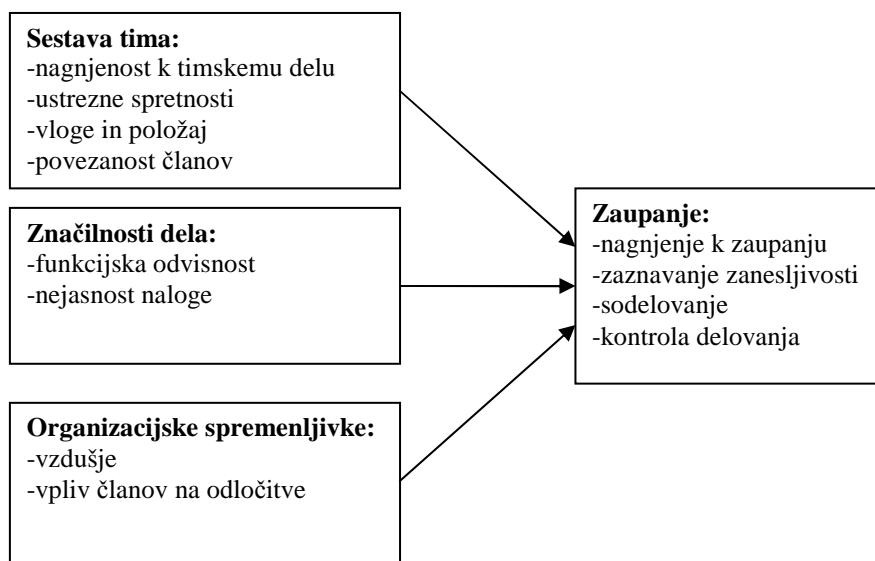 Sestava tima:
-nagnjenost k timskemu delu
-ustrezne spretnosti
-vloge in položaj
-povezanost članov
Značilnosti dela:
-funkcijska odvisnost
-nejasnost naloge
Organizacijske spremenljivke:
-vzdušje
-vpliv članov na odločitve
Zaupanje:
-nagnjenje k zaupanju
-zaznavanje zanesljivosti
-sodelovanje
-kontrola delovanja